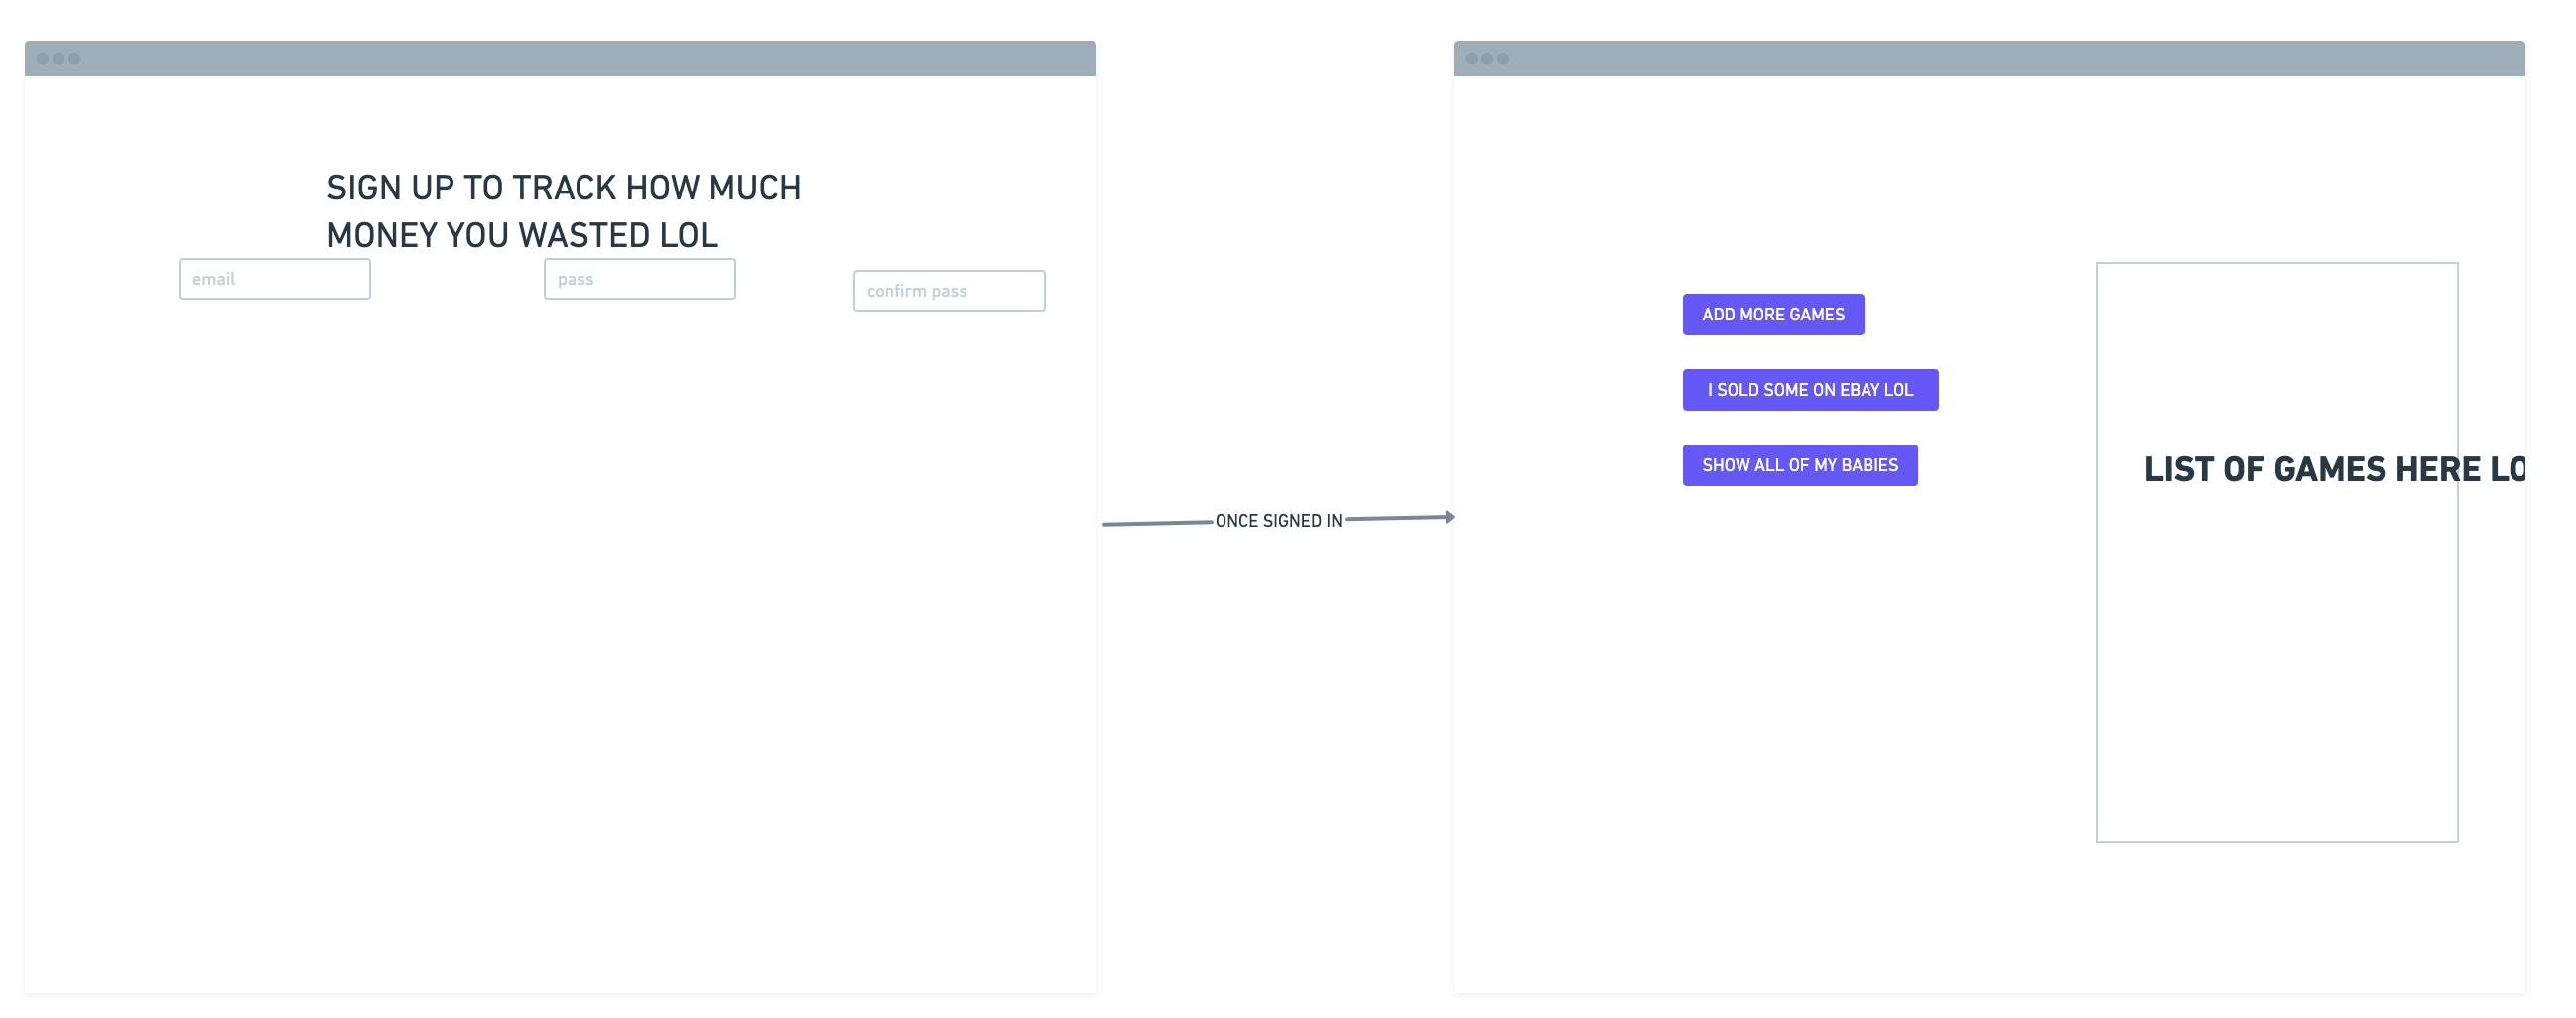 SIGN UP TO TRACK HOW MUCH
MONEY YOU WASTED LOL
email
pass
confirm pass
ONCE SIGNED IN
ADD MORE GAMES
I SOLD SOME ON EBAY LOL
SHOW ALL OF MY BABIES
LIST OF GAMES HERE LO